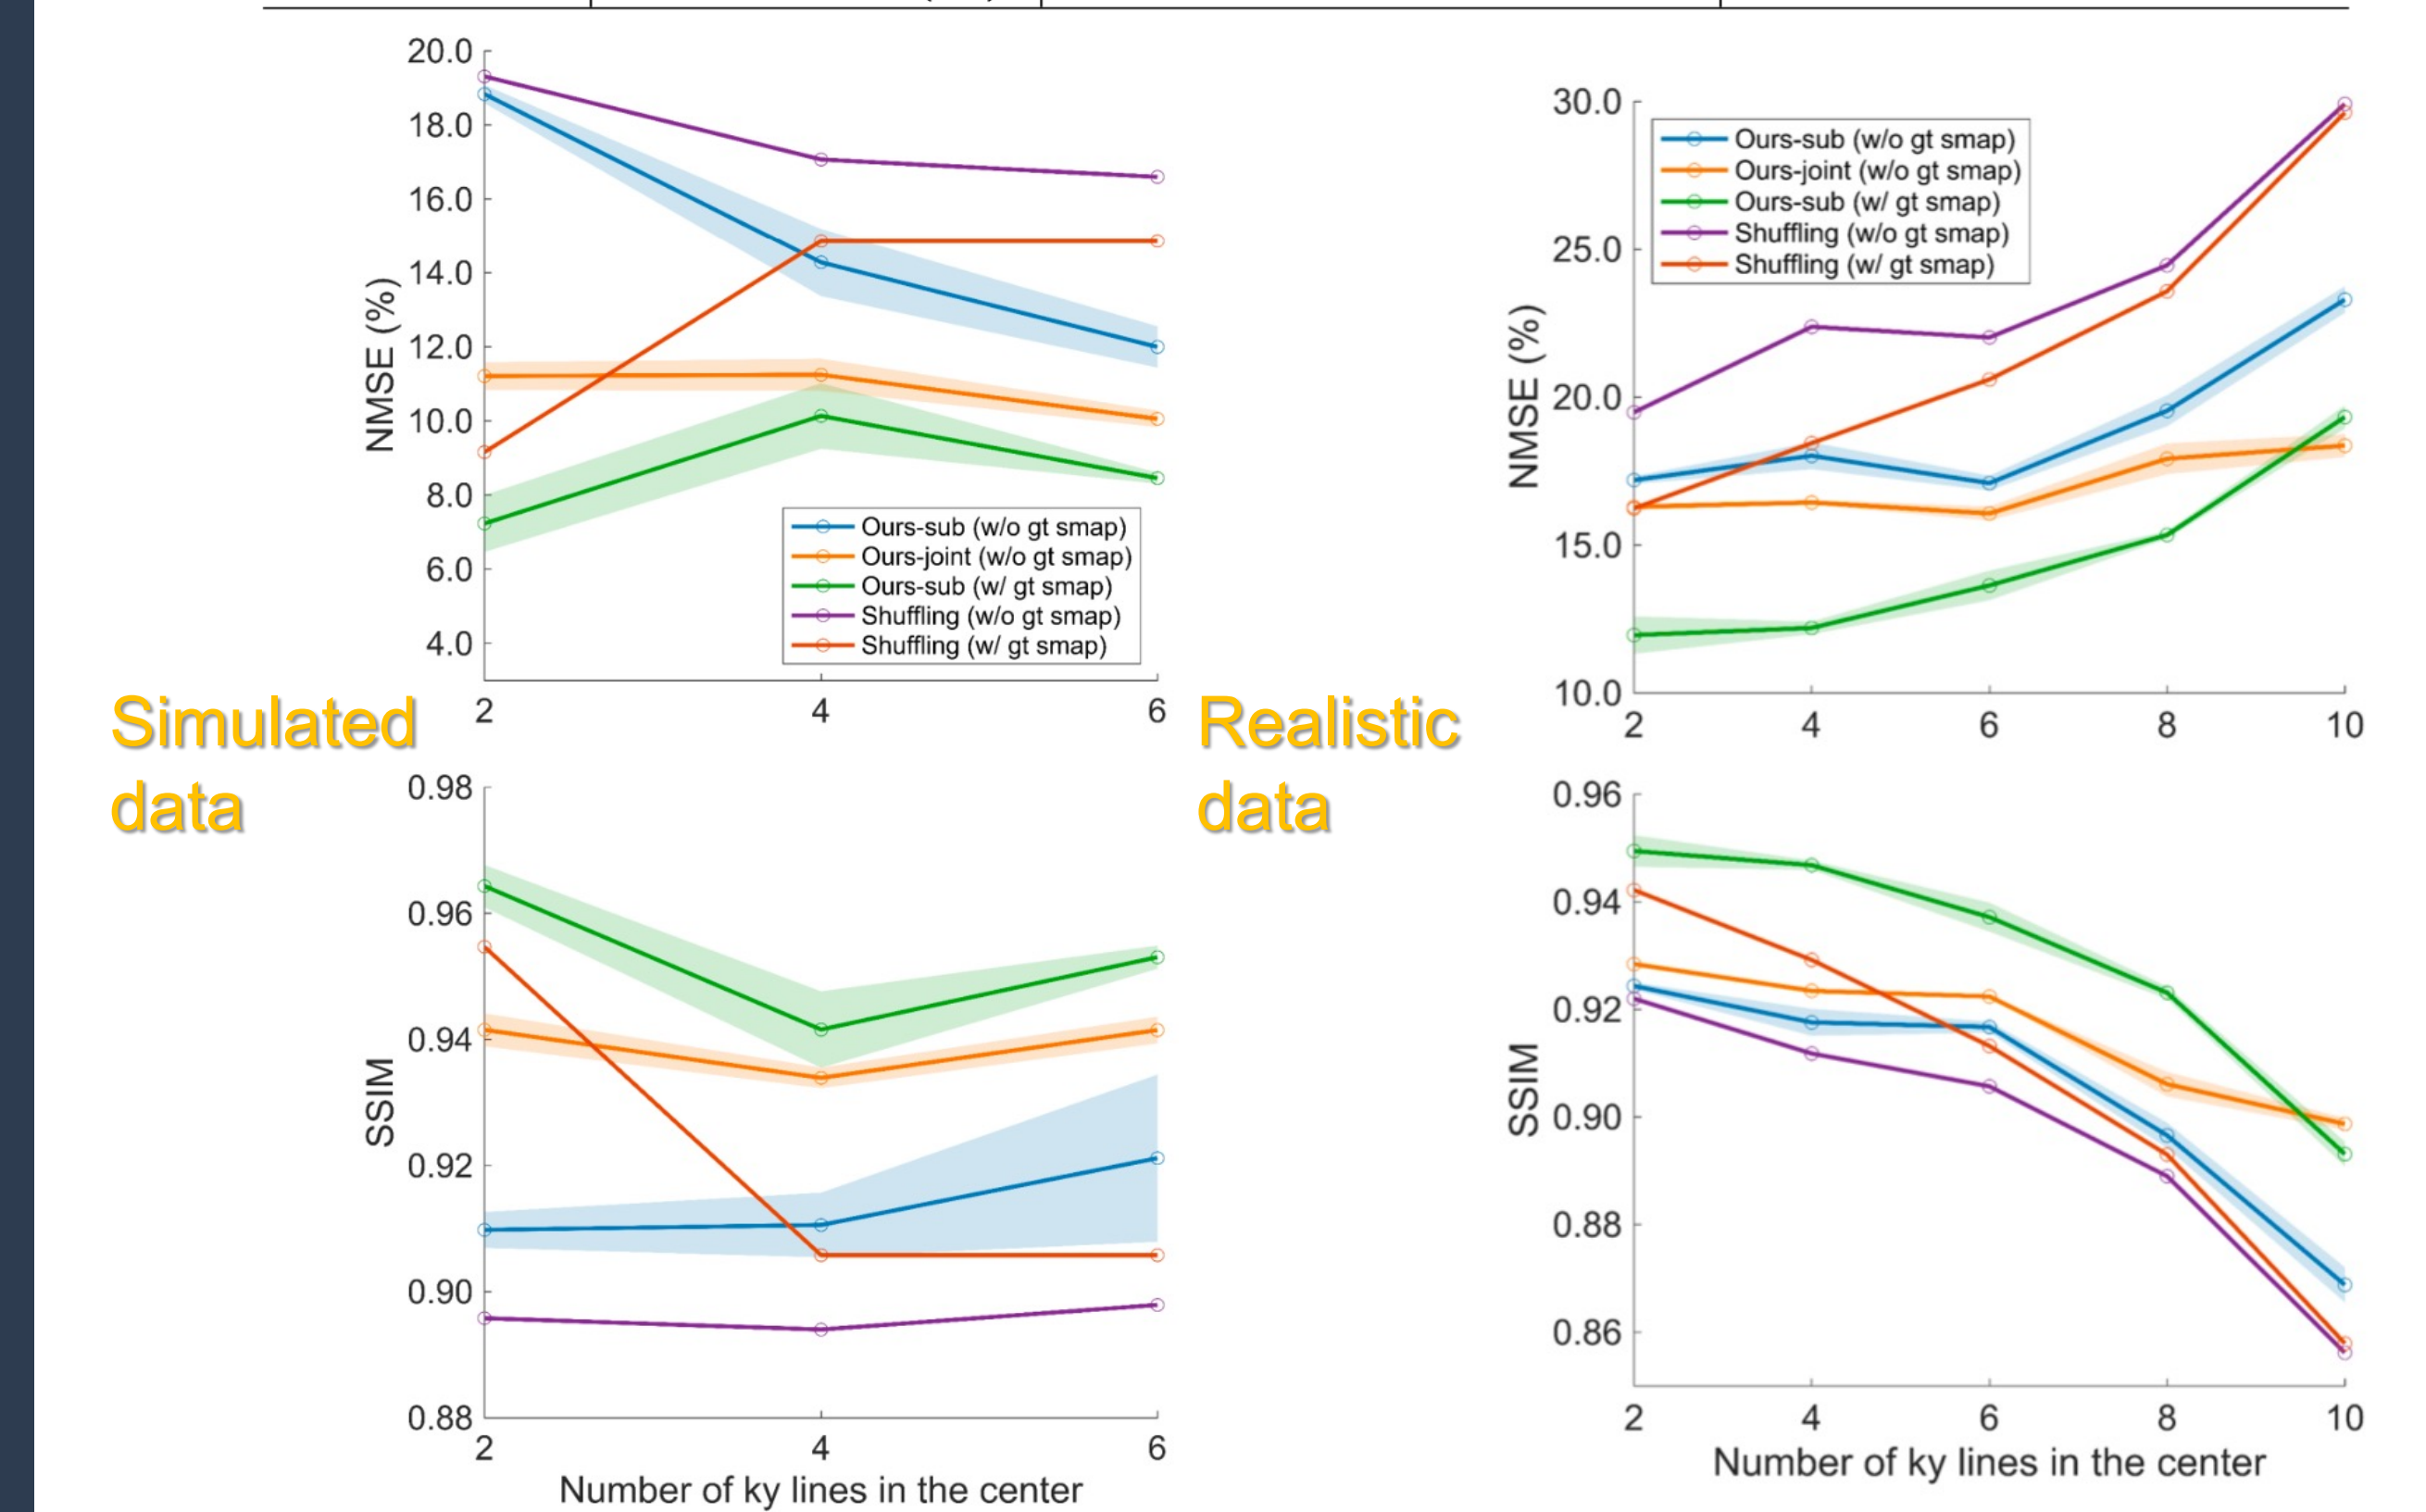 20.0
18.0
16.0
14.0
12.0
10.0
8.0
6.0
4.0
NMSE (%)
Ours-sub (w/o gt smap)
Ours-joint (w/o gt smap)
Ours-sub (w/ gt smap)
Shuffling (w/o gt smap)
Shuffling (w/ gt smap)
2 4 6
30.0
25.0
20.0
15.0
10.0
NMSE (%)
Ours-sub (w/o gt smap)
Ours-joint (w/o gt smap)
Ours-sub (w/ gt smap)
Shuffling (w/o gt smap)
Shuffling (w/ gt smap)
2 4 6 8 10
Simulated
data
Realistic
data
0.98
0.96
0.94
0.92
0.90
0.88
SSIM
2 4 6
Number of ky lines in the center
0.96
0.94
0.92
0.90
0.88
0.86
SSIM
2 4 6 8 10
Number of ky lines in the center